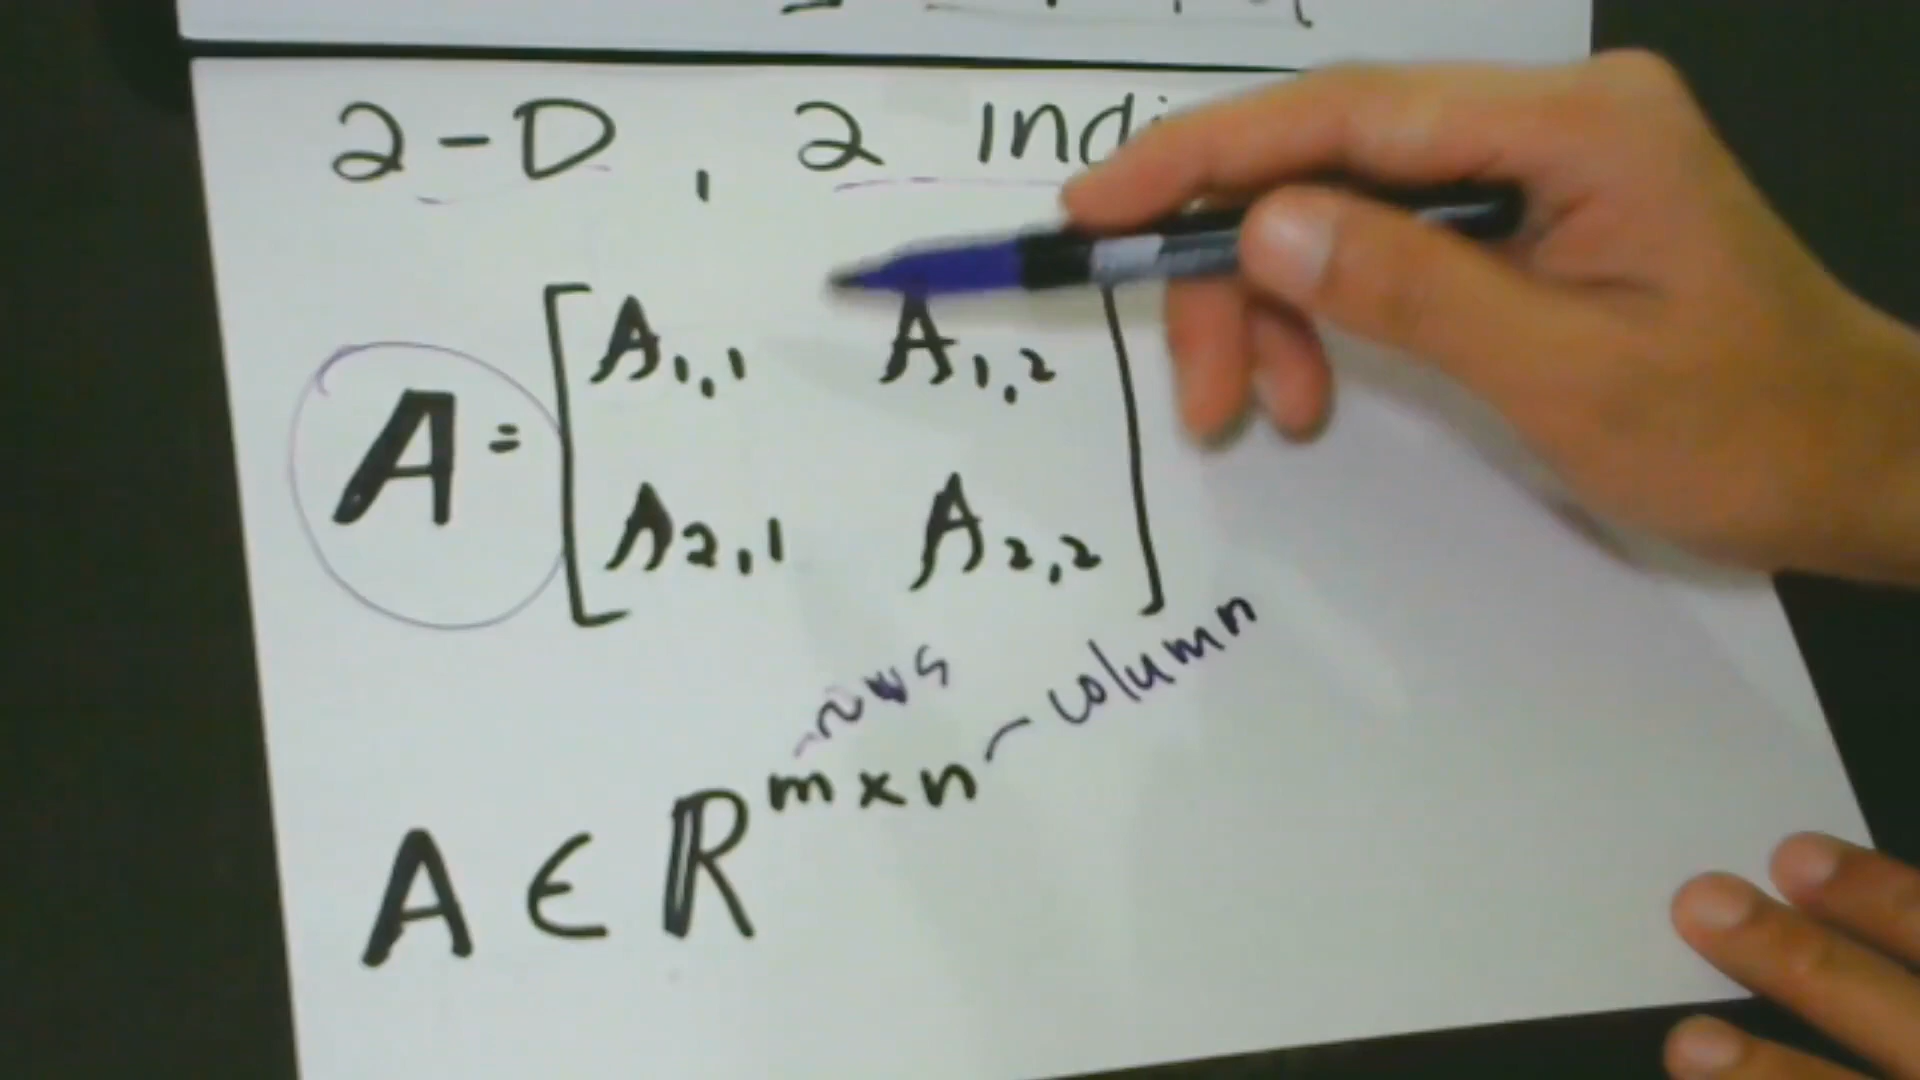 2-D, 2 indi
A = [ A1,1 A1,2
A2,1 A2,2 ]
rows column
A ∈ ℝ m×n